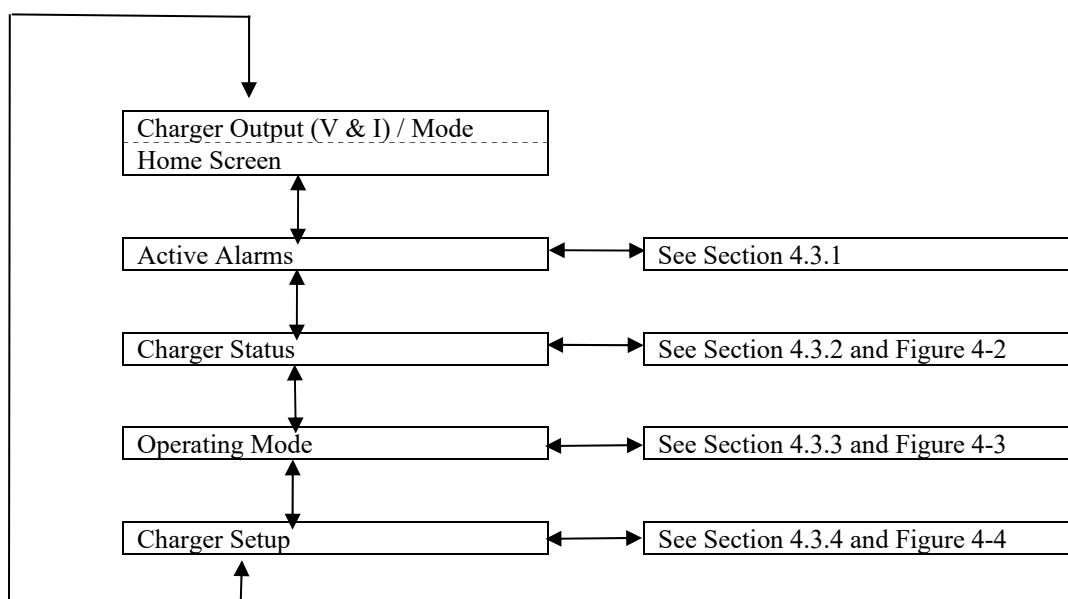 Charger Output (V & I) / Mode
Home Screen
Active Alarms
See Section 4.3.1
Charger Status
See Section 4.3.2 and Figure 4-2
Operating Mode
See Section 4.3.3 and Figure 4-3
Charger Setup
See Section 4.3.4 and Figure 4-4